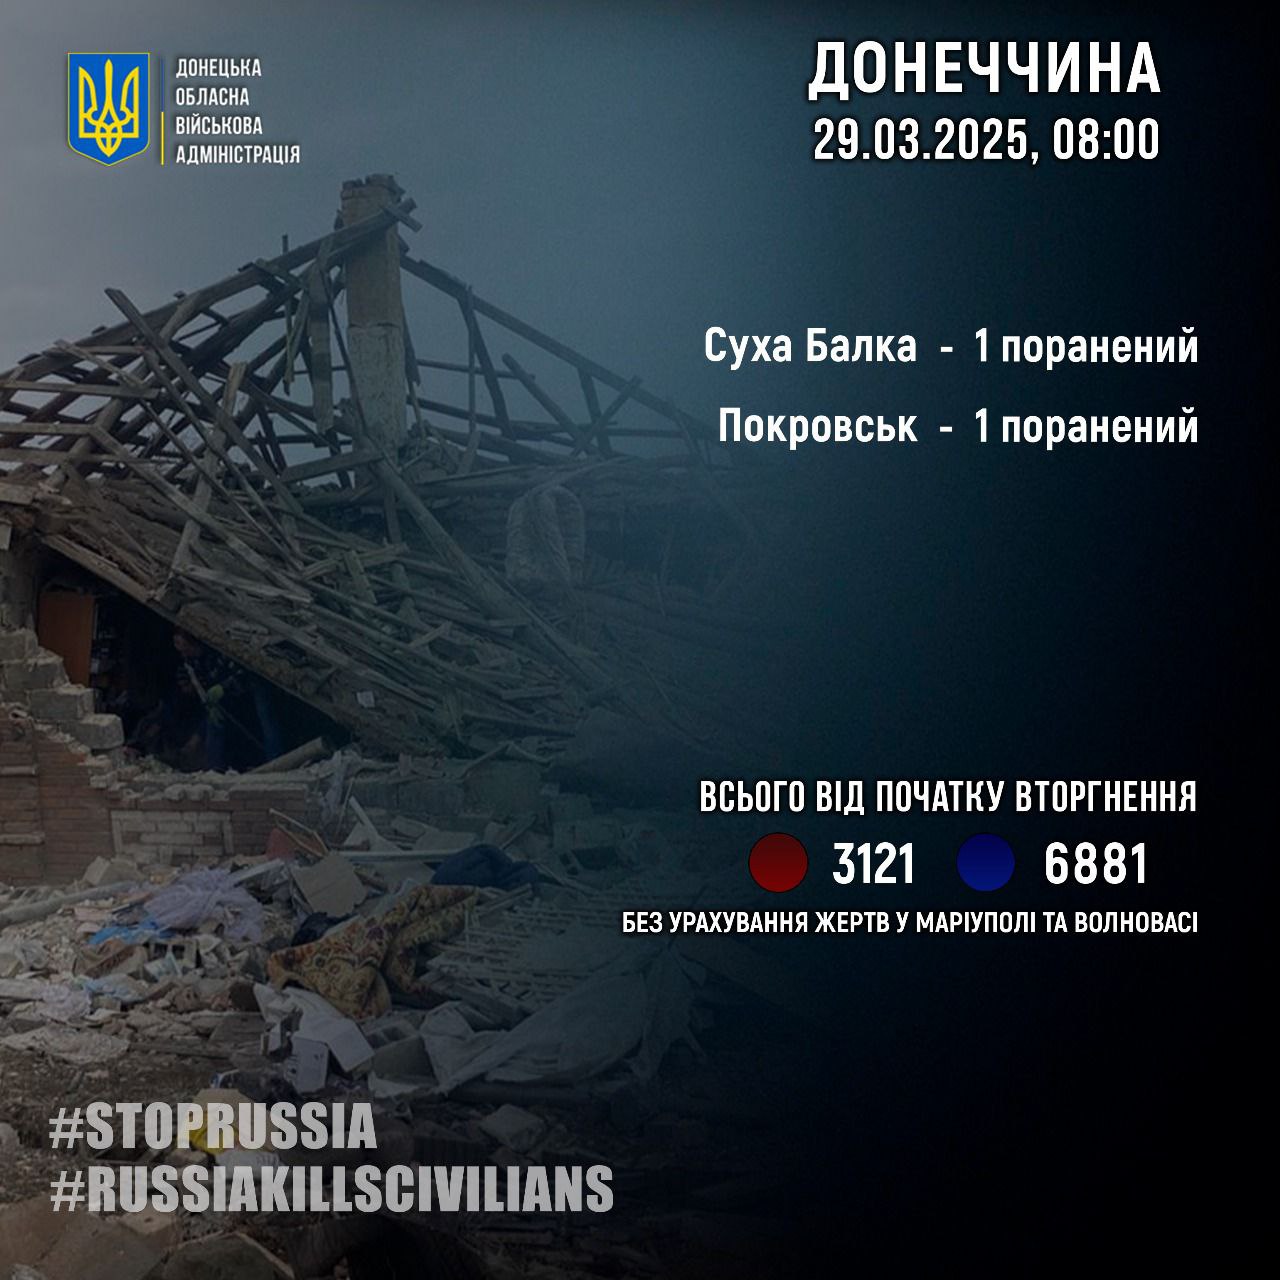 ДОНЕЦЬКА
ОБЛАСНА
ВІЙСЬКОВА
АДМІНІСТРАЦІЯ
ДОНЕЧЧИНА
29.03.2025, 08:00
Суха Балка - 1 поранений
Покровськ - 1 поранений
ВСЬОГО ВІД ПОЧАТКУ ВТОРГНЕННЯ
3121 6881
БЕЗ УРАХУВАННЯ ЖЕРТВ У МАРІУПОЛІ ТА ВОЛНОВАСІ
#STOPRUSSIA
#RUSSIAKILLSCIVILIANS